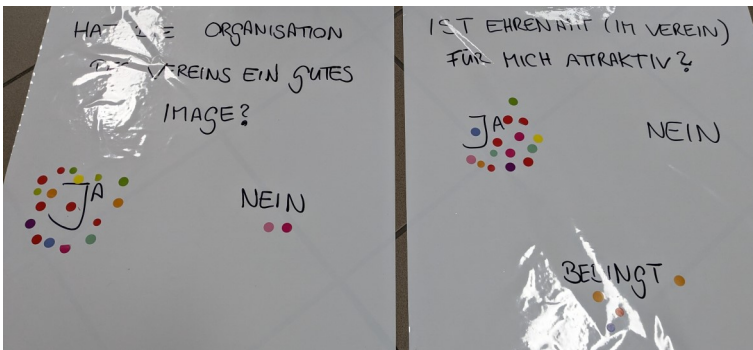 HAT DIE ORGANISATION
DES VEREINS EIN GUTES
IMAGE?
JA
NEIN
IST EHRENAMT (IM VEREIN)
FÜR MICH ATTRAKTIV?
JA
NEIN
BEDINGT